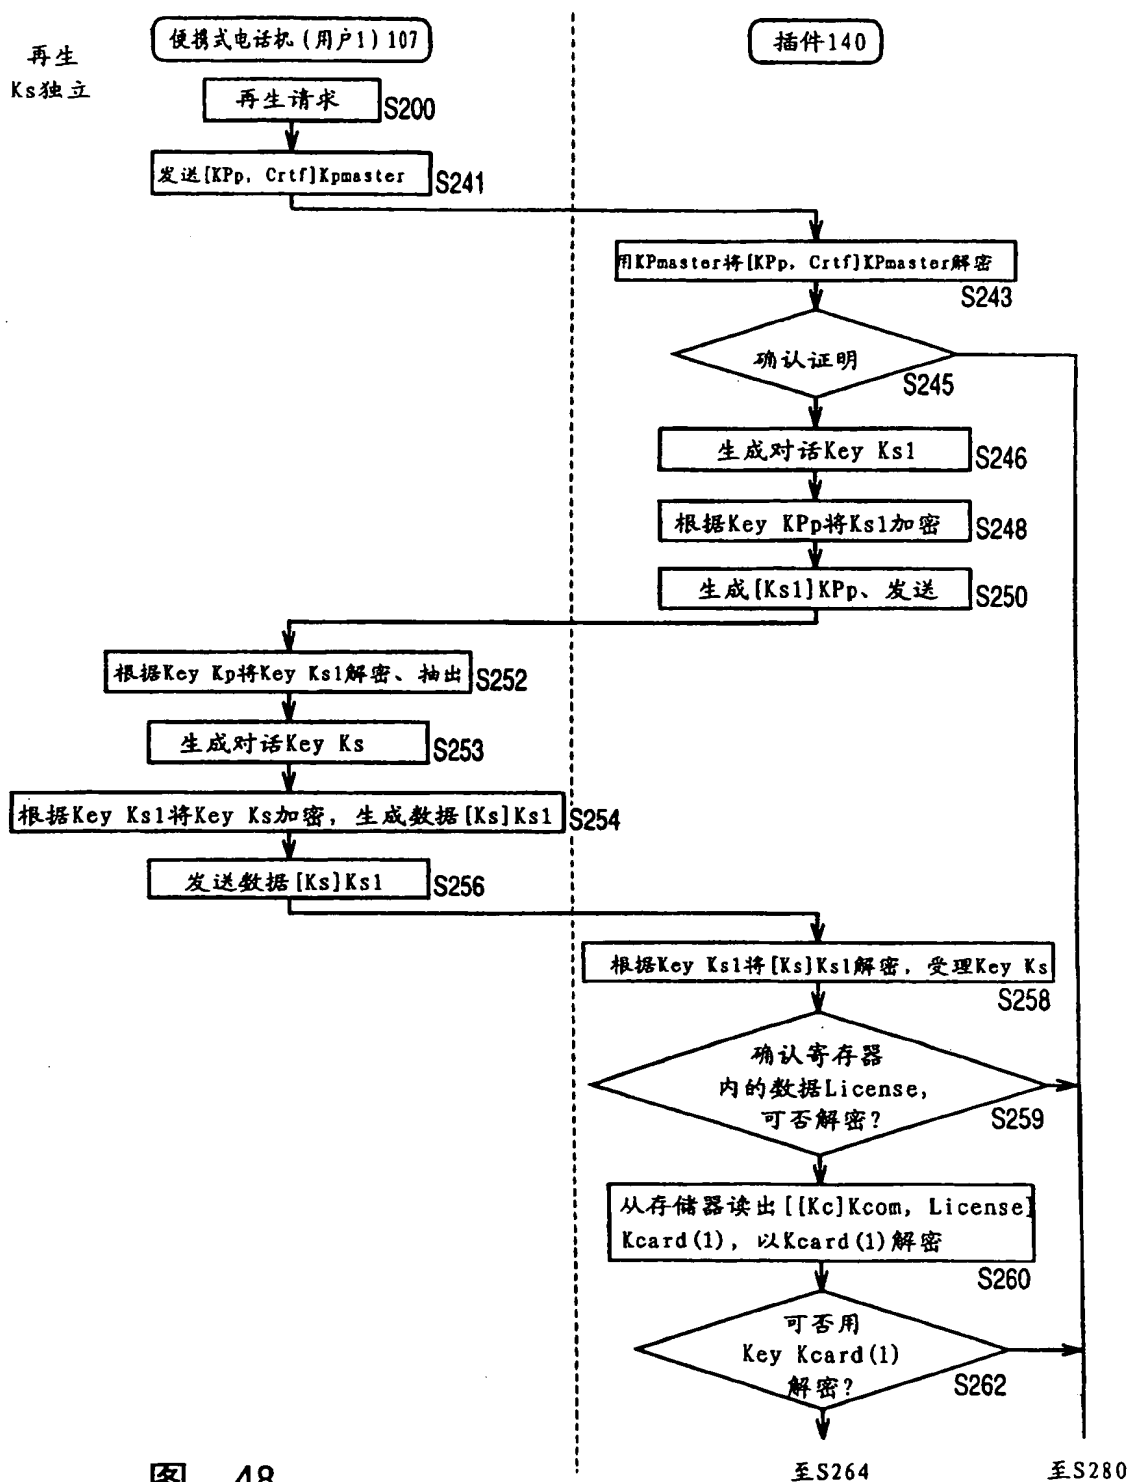 再生
Ks独立
便携式电话机(用户1)107
插件140
再生请求
S200
发送[KPp, Crtf]Kpmaster
S241
用KPmaster将[KPp, Crtf]KPmaster解密
S243
确认证明
S245
生成对话Key Ks1
S246
根据Key KPp将Ks1加密
S248
生成[Ks1]KPp、发送
S250
根据Key Kp将Key Ks1解密、抽出
S252
生成对话Key Ks
S253
根据Key Ks1将Key Ks加密, 生成数据[Ks]Ks1
S254
发送数据[Ks]Ks1
S256
根据Key Ks1将[Ks]Ks1解密, 受理Key Ks
S258
确认寄存器
内的数据License,
可否解密?
S259
从存储器读出[[Kc]Kcom, License]
Kcard(1), 以Kcard(1)解密
S260
可否用
Key Kcard(1)
解密?
S262
至S264
至S280
图 48